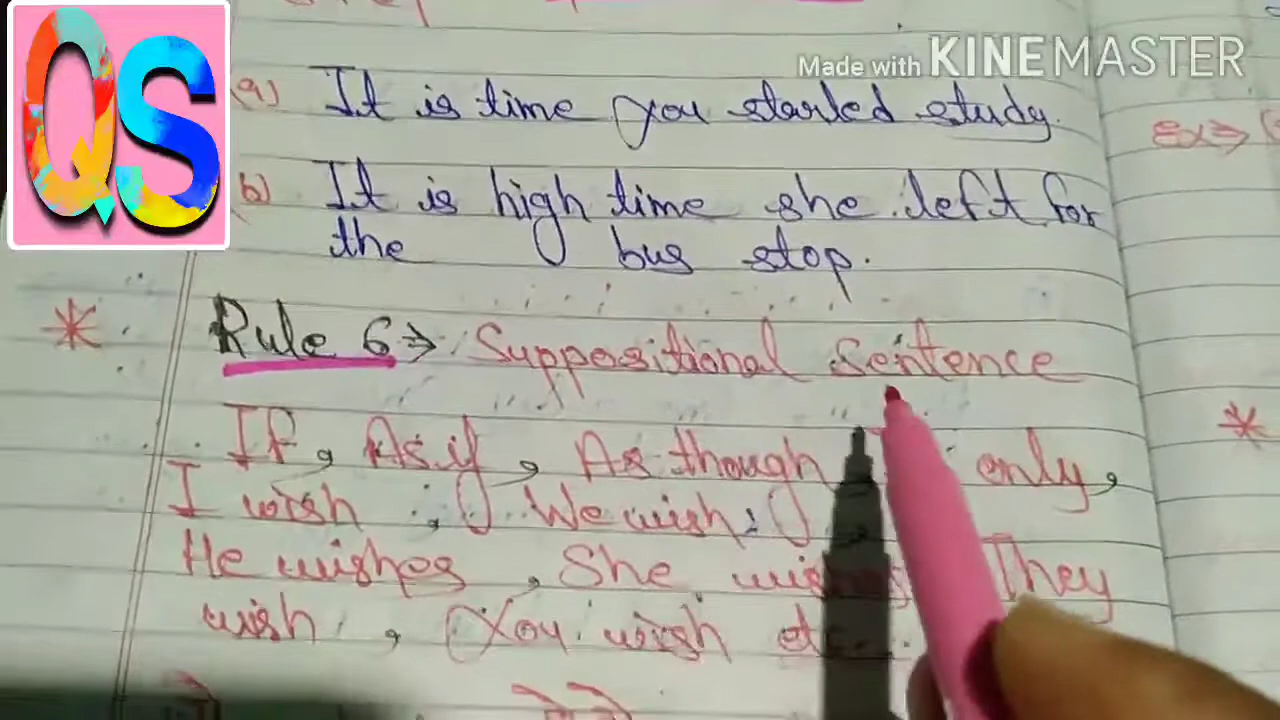 QS
Made with KINEMASTER
(a) It is time you started study.
Ex⇒
(b) It is high time she left for
the bus stop.
* Rule 6⇒ Suppositional Sentence
*
If, As if, As though only,
I wish, We wish,
He wishes, She wishes They
wish, You wish etc.